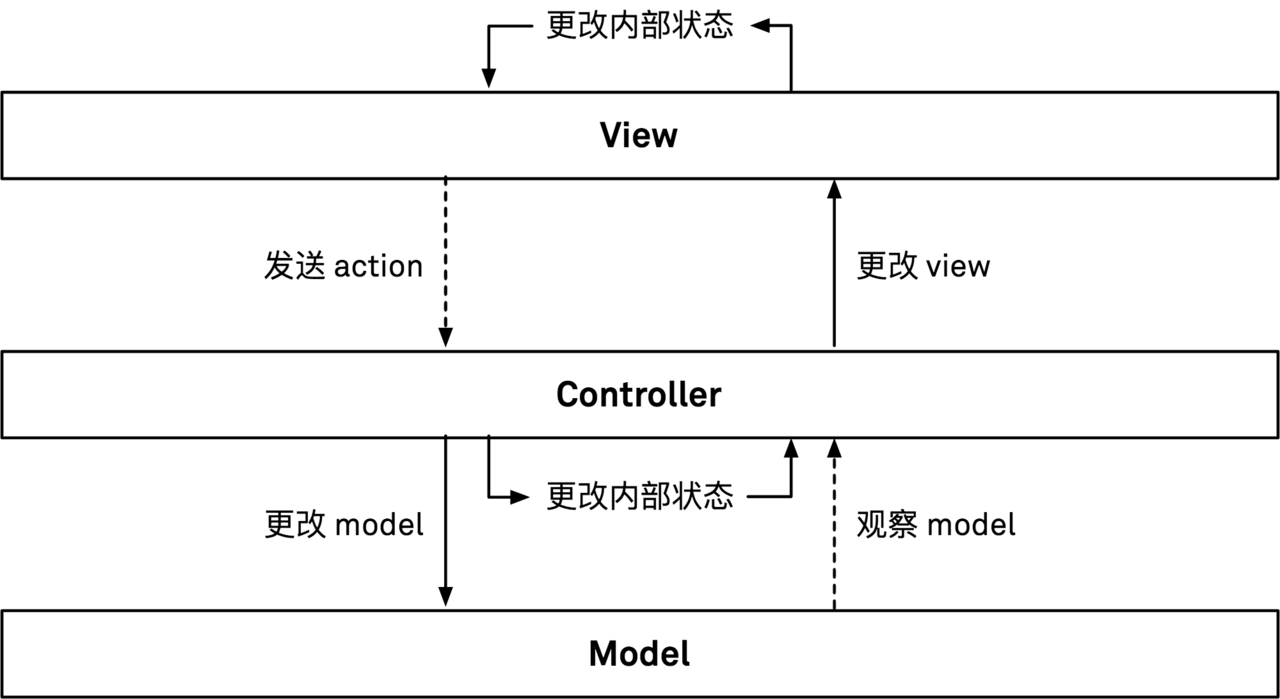 更改内部状态
View
发送 action
更改 view
Controller
更改内部状态
更改 model
观察 model
Model